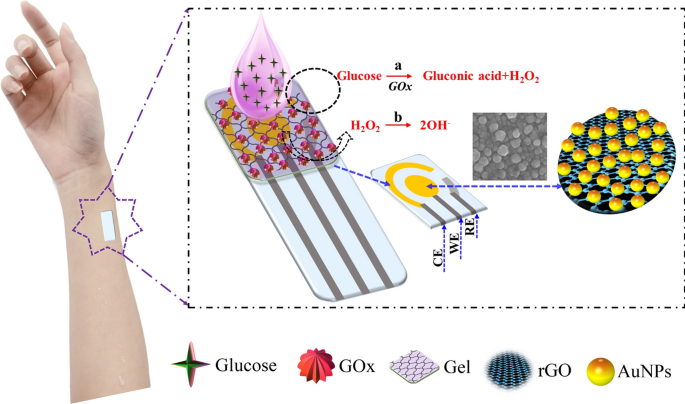 a
Glucose → Gluconic acid+H₂O₂
GOx
b
H₂O₂ → 2OH⁻
CE
WE
RE
Glucose
GOx
Gel
rGO
AuNPs